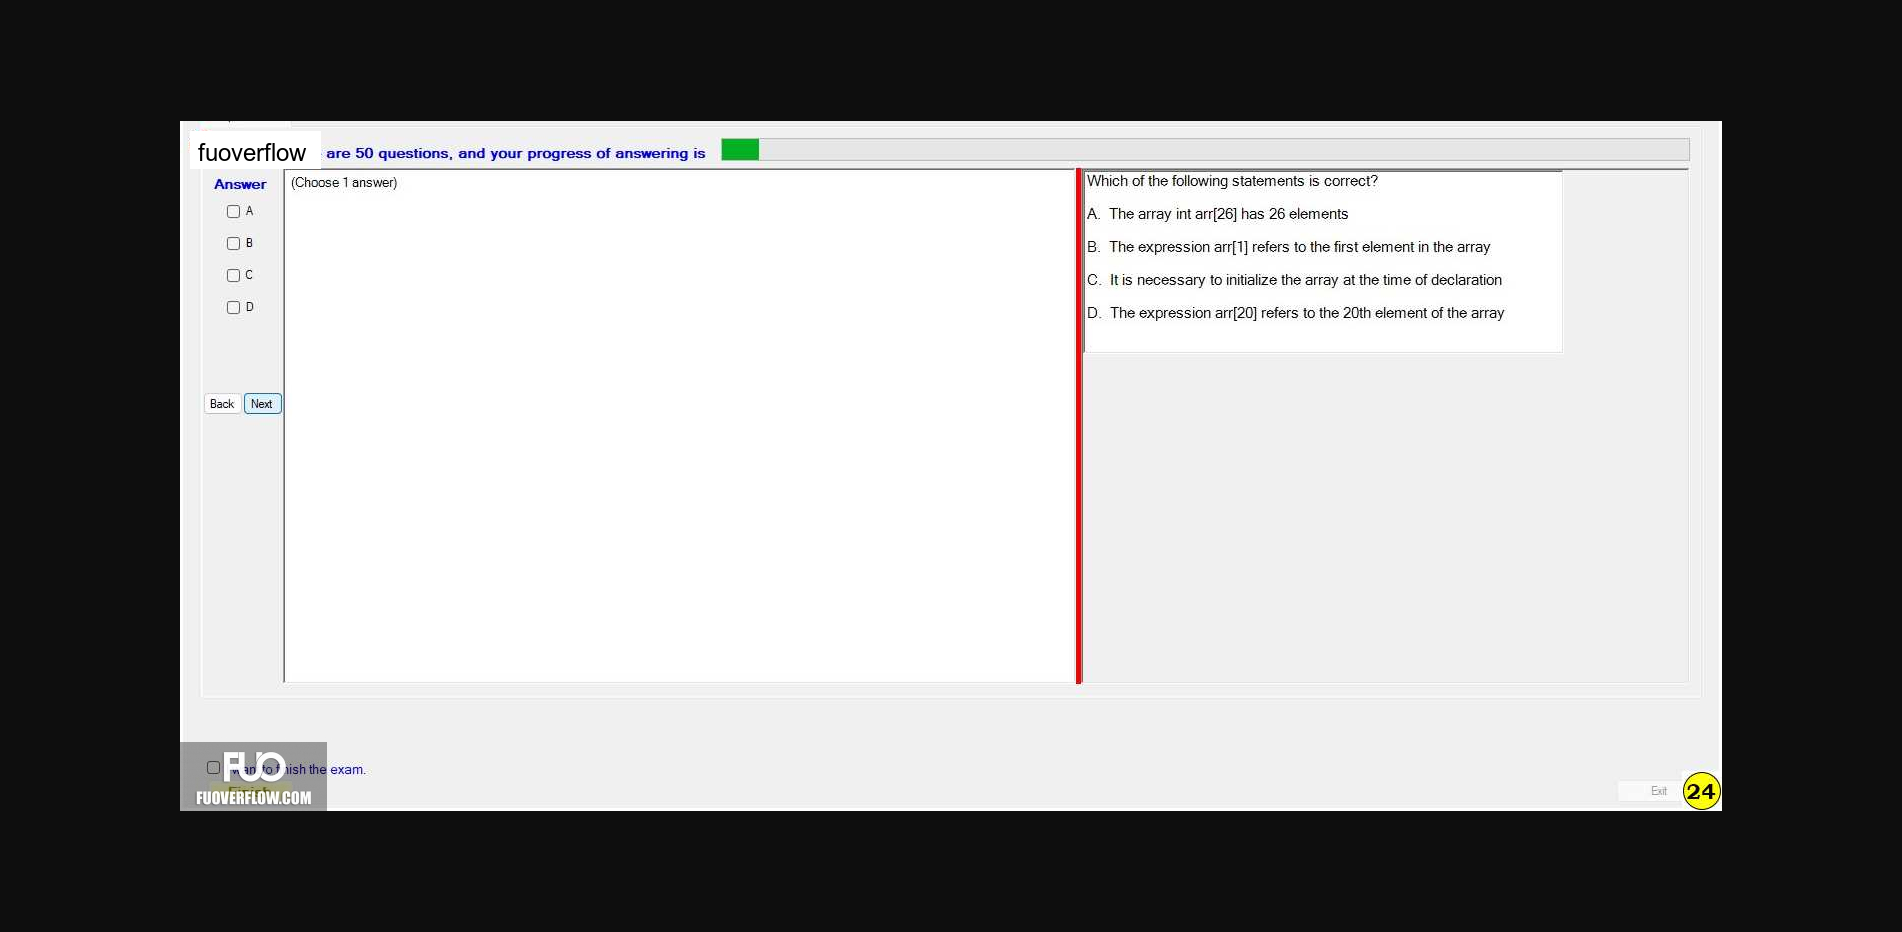 fuoverflow are 50 questions, and your progress of answering is
Answer
(Choose 1 answer)
A
B
C
D
Back Next
Which of the following statements is correct?
A. The array int arr[26] has 26 elements
B. The expression arr[1] refers to the first element in the array
C. It is necessary to initialize the array at the time of declaration
D. The expression arr[20] refers to the 20th element of the array
FUO
want to finish the exam.
Finish
FUOVERFLOW.COM
Exit
24